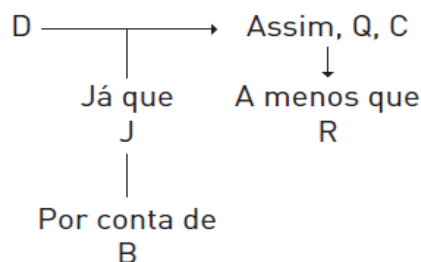 D Assim, Q, C
Já que A menos que
J R
Por conta de
B